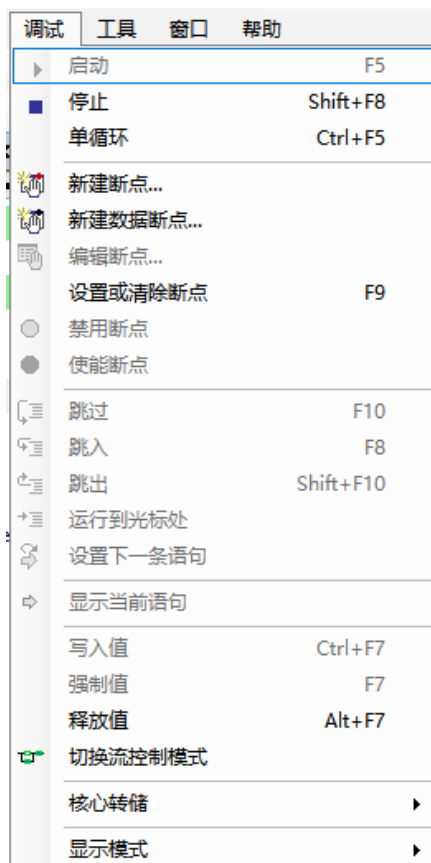 调试 工具 窗口 帮助
启动 F5
停止 Shift+F8
单循环 Ctrl+F5
新建断点...
新建数据断点...
编辑断点...
设置或清除断点 F9
禁用断点
使能断点
跳过 F10
跳入 F8
跳出 Shift+F10
运行到光标处
设置下一条语句
显示当前语句
写入值 Ctrl+F7
强制值 F7
释放值 Alt+F7
切换流控制模式
核心转储
显示模式